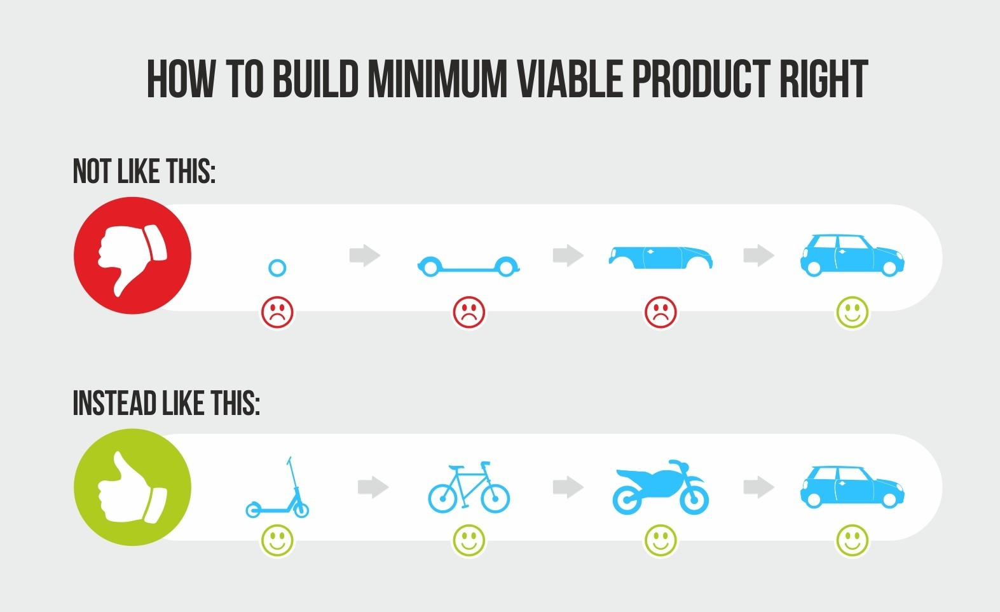 HOW TO BUILD MINIMUM VIABLE PRODUCT RIGHT
NOT LIKE THIS:
INSTEAD LIKE THIS: